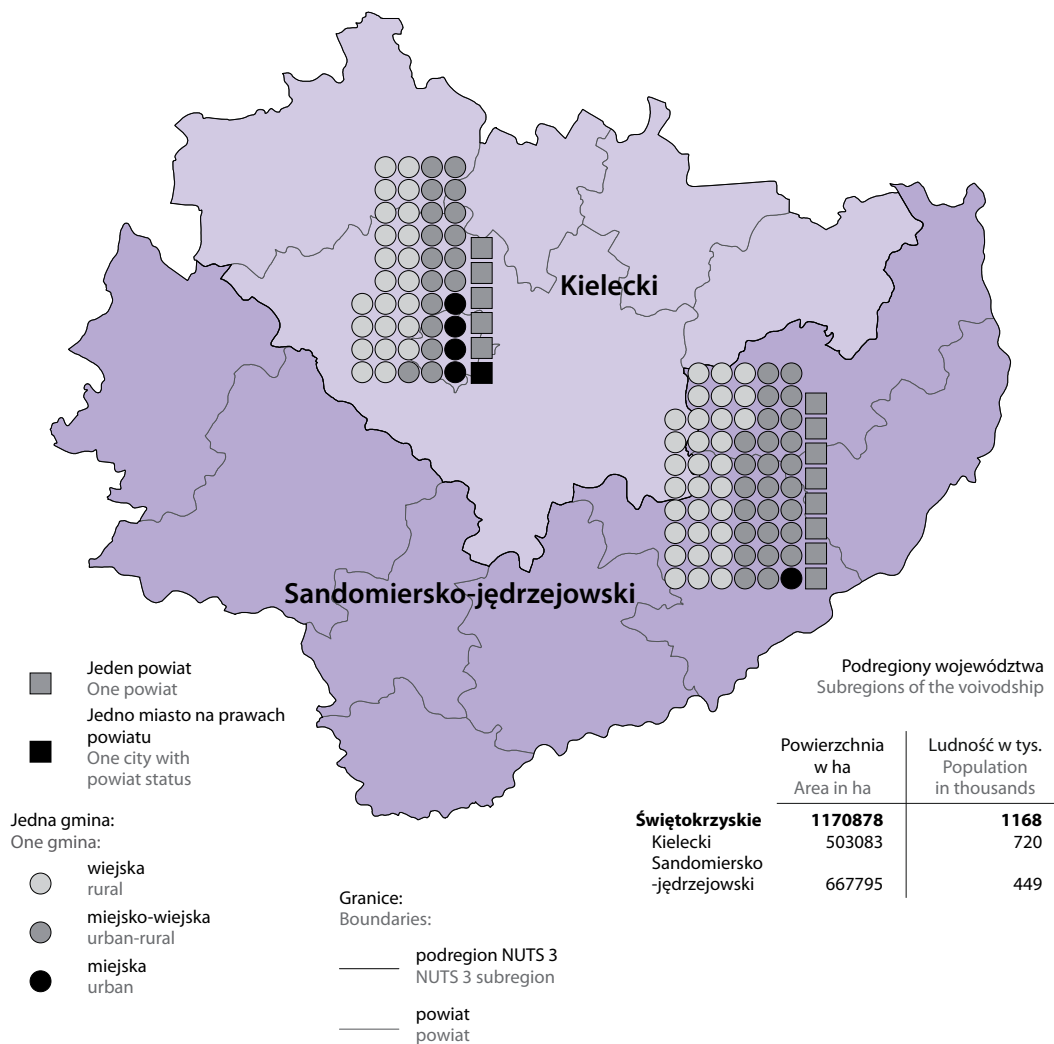 Kielecki
Sandomiersko-jędrzejowski
Jeden powiat
One powiat
Jedno miasto na prawach
powiatu
One city with
powiat status
Jedna gmina:
One gmina:
wiejska
rural
miejsko-wiejska
urban-rural
miejska
urban
Granice:
Boundaries:
podregion NUTS 3
NUTS 3 subregion
powiat
powiat
Podregiony województwa
Subregions of the voivodship
Powierzchnia Ludność w tys.
w ha Population
Area in ha in thousands
Świętokrzyskie 1170878 1168
Kielecki 503083 720
Sandomiersko
-jędrzejowski 667795 449